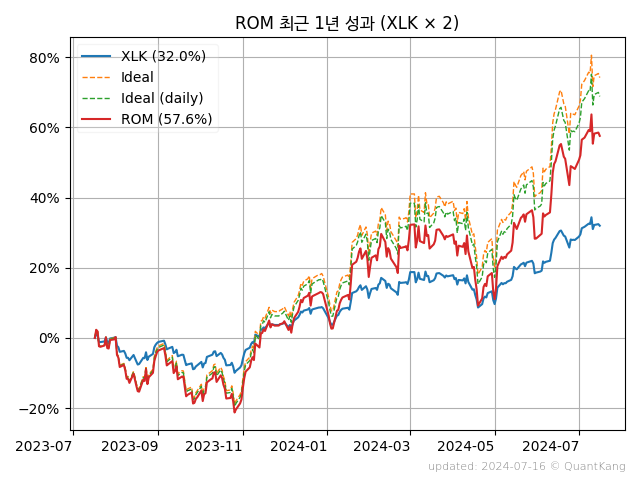 ROM 최근 1년 성과 (XLK × 2)
XLK (32.0%)
Ideal
Ideal (daily)
ROM (57.6%)
80%
60%
40%
20%
0%
−20%
2023-07 2023-09 2023-11 2024-01 2024-03 2024-05 2024-07
updated: 2024-07-16 © QuantKang